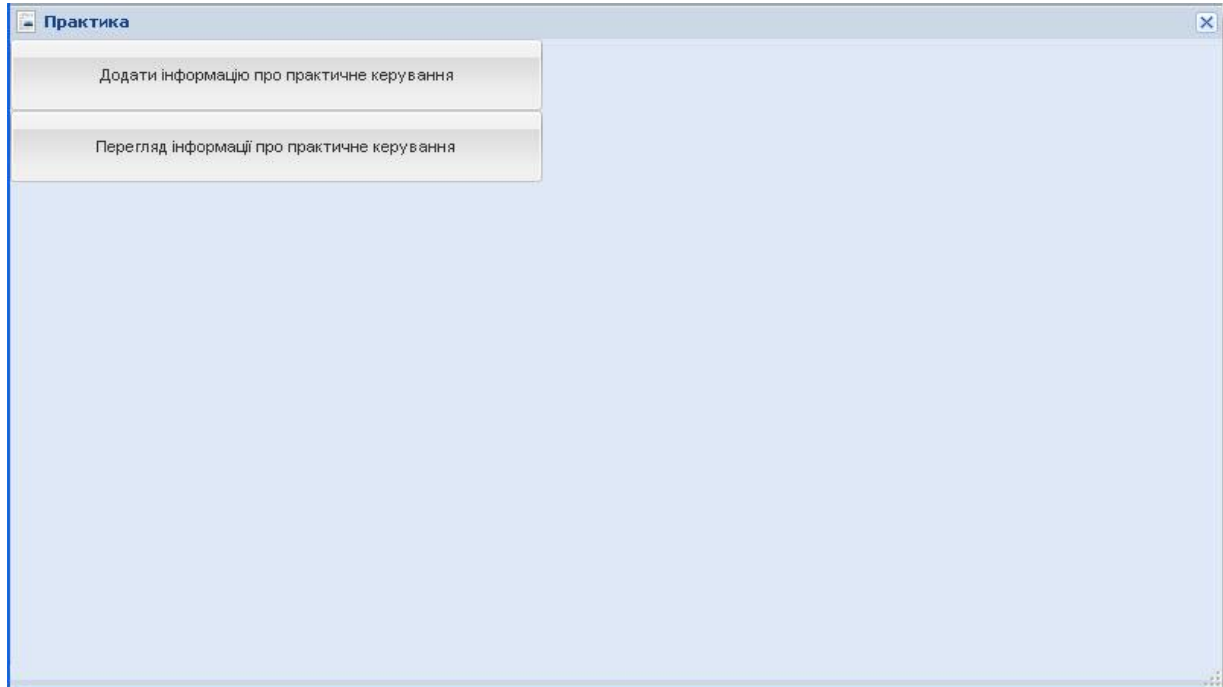 Практика
Додати інформацію про практичне керування
Перегляд інформації про практичне керування